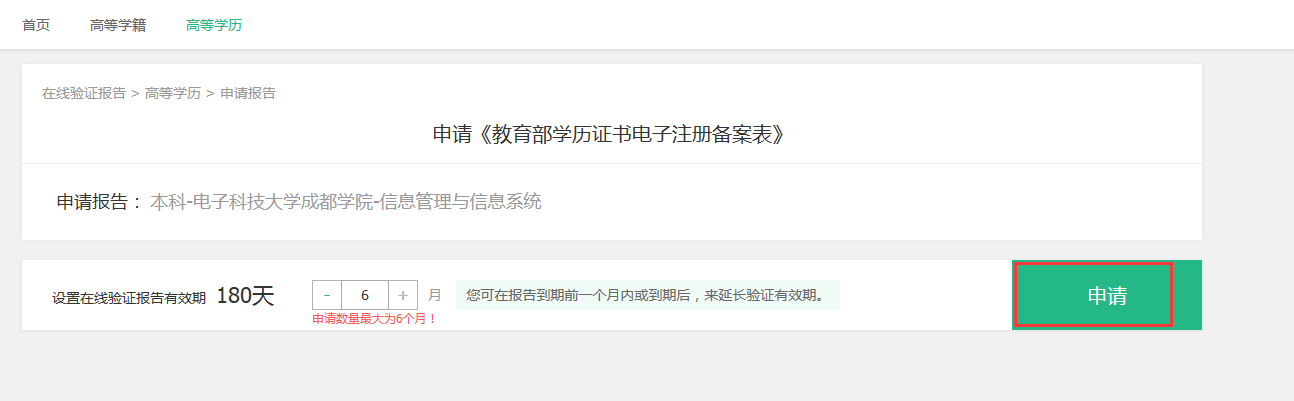 首页 高等学籍 高等学历
在线验证报告 > 高等学历 > 申请报告
申请《教育部学历证书电子注册备案表》
申请报告： 本科-电子科技大学成都学院-信息管理与信息系统
设置在线验证报告有效期 180天 - 6 + 月 您可在报告到期前一个月内或到期后，来延长验证有效期。 申请
申请数量最大为6个月！